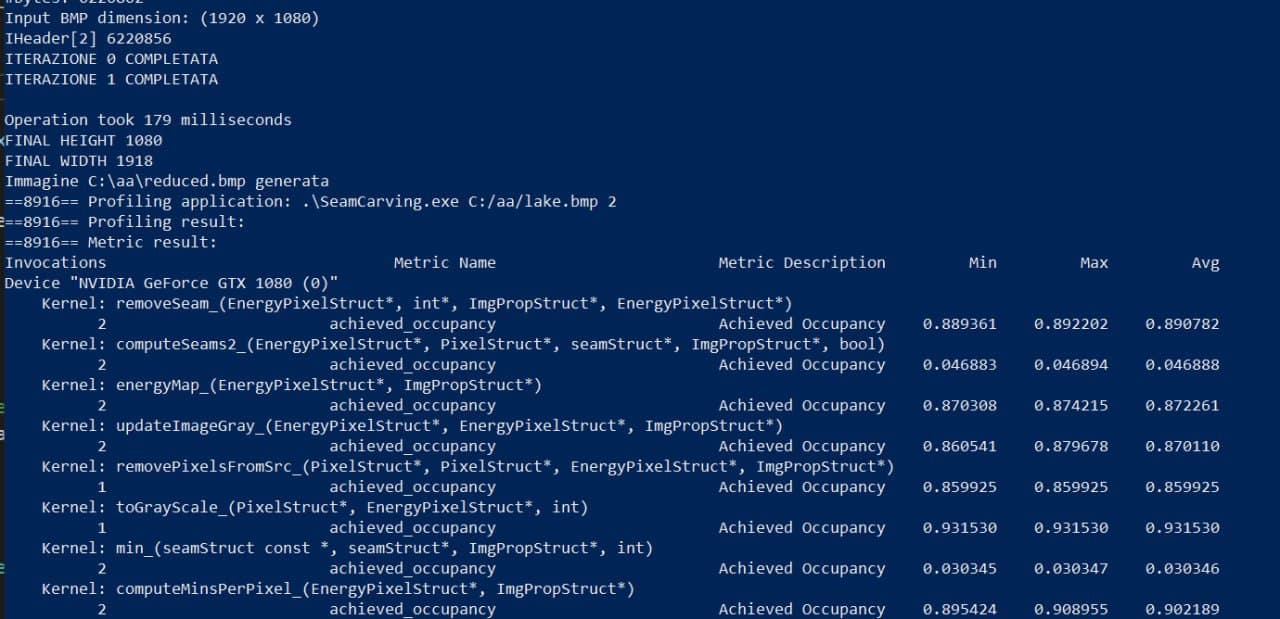 Input BMP dimension: (1920 x 1080)
IHeader[2] 6220856
ITERAZIONE 0 COMPLETATA
ITERAZIONE 1 COMPLETATA
Operation took 179 milliseconds
FINAL HEIGHT 1080
FINAL WIDTH 1918
Immagine C:\aa\reduced.bmp generata
==8916== Profiling application: .\SeamCarving.exe C:/aa/lake.bmp 2
==8916== Profiling result:
==8916== Metric result:
Invocations Metric Name Metric Description Min Max Avg
Device "NVIDIA GeForce GTX 1080 (0)"
Kernel: removeSeam_(EnergyPixelStruct*, int*, ImgPropStruct*, EnergyPixelStruct*)
2 achieved_occupancy Achieved Occupancy 0.889361 0.892202 0.890782
Kernel: computeSeams2_(EnergyPixelStruct*, PixelStruct*, seamStruct*, ImgPropStruct*, bool)
2 achieved_occupancy Achieved Occupancy 0.046883 0.046894 0.046888
Kernel: energyMap_(EnergyPixelStruct*, ImgPropStruct*)
2 achieved_occupancy Achieved Occupancy 0.870308 0.874215 0.872261
Kernel: updateImageGray_(EnergyPixelStruct*, EnergyPixelStruct*, ImgPropStruct*)
2 achieved_occupancy Achieved Occupancy 0.860541 0.879678 0.870110
Kernel: removePixelsFromSrc_(PixelStruct*, PixelStruct*, EnergyPixelStruct*, ImgPropStruct*)
1 achieved_occupancy Achieved Occupancy 0.859925 0.859925 0.859925
Kernel: toGrayScale_(PixelStruct*, EnergyPixelStruct*, int)
1 achieved_occupancy Achieved Occupancy 0.931530 0.931530 0.931530
Kernel: min_(seamStruct const *, seamStruct*, ImgPropStruct*, int)
2 achieved_occupancy Achieved Occupancy 0.030345 0.030347 0.030346
Kernel: computeMinsPerPixel_(EnergyPixelStruct*, ImgPropStruct*)
2 achieved_occupancy Achieved Occupancy 0.895424 0.908955 0.902189